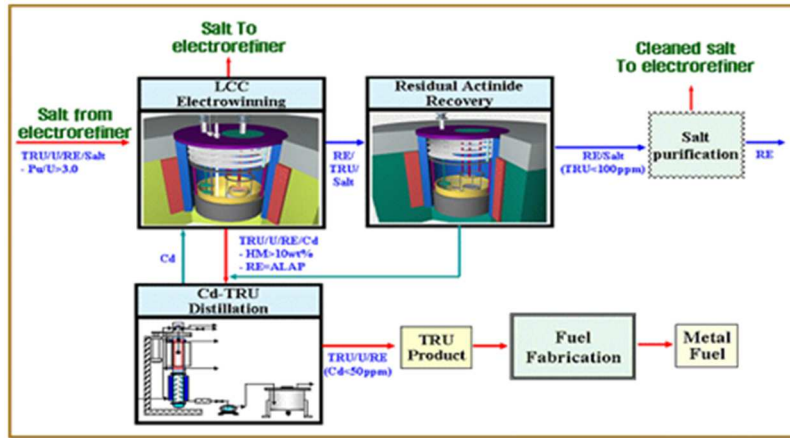 Salt To
electrorefiner
Cleaned salt
To electrorefiner
LCC
Electrowinning
Residual Actinide
Recovery
Salt from
electrorefiner
TRU/U/RE/Salt
- Pu/U>3.0
RE/
TRU/
Salt
RE/Salt
(TRU<100ppm)
Salt
purification
RE
Cd
TRU/U/RE/Cd
- HM>10wt%
- RE=ALAP
Cd-TRU
Distillation
TRU/U/RE
(Cd<50ppm)
TRU
Product
Fuel
Fabrication
Metal
Fuel